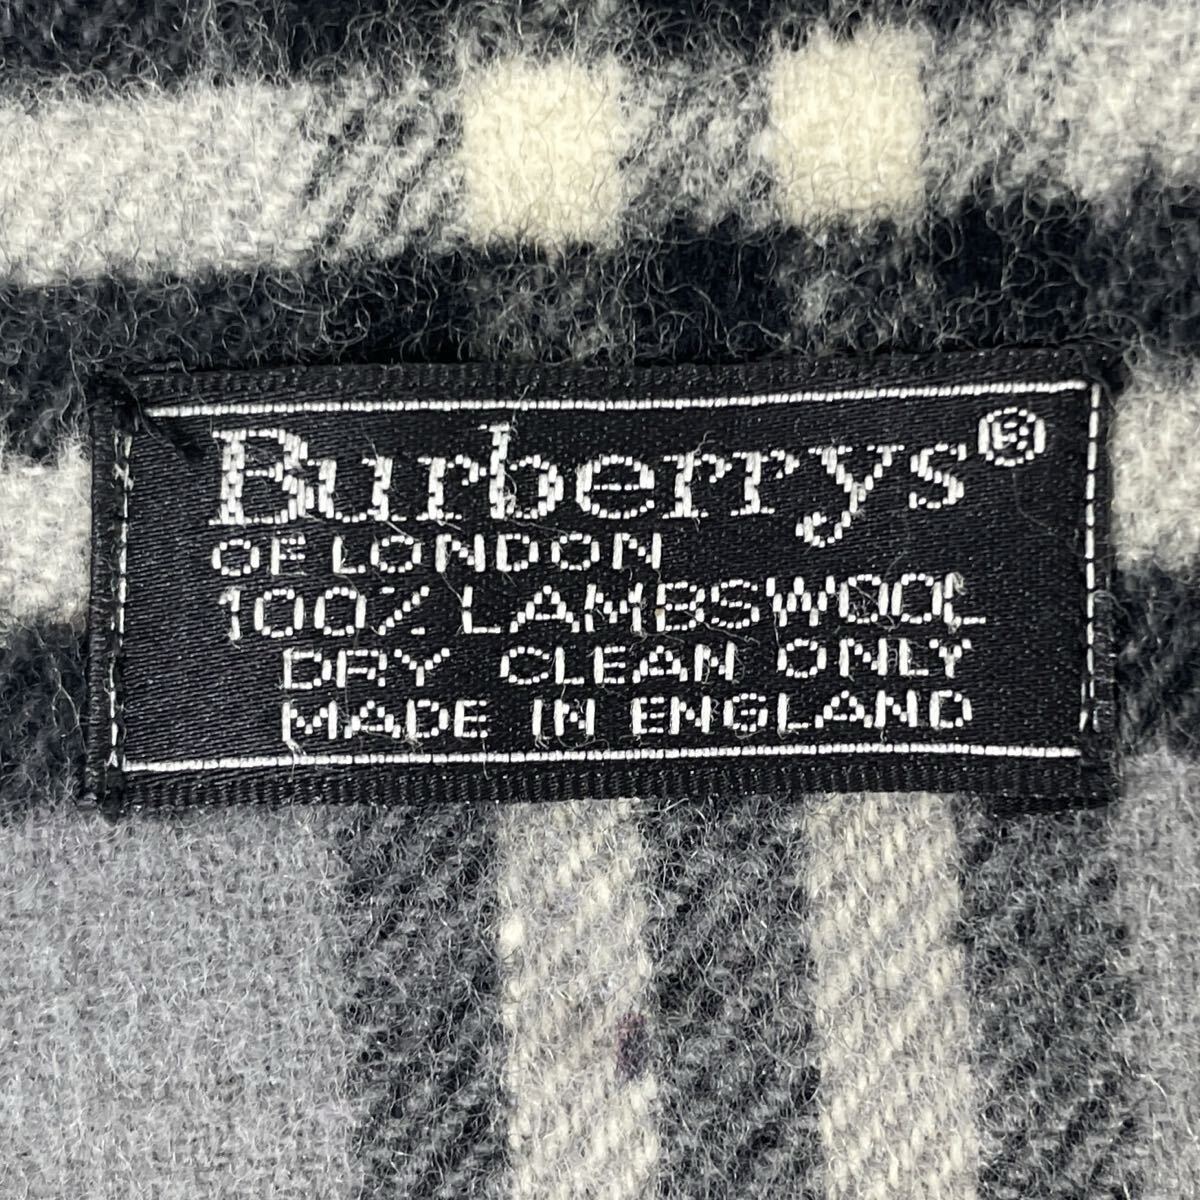 Burberrys®
OF LONDON
100% LAMBSWOOL
DRY CLEAN ONLY
MADE IN ENGLAND